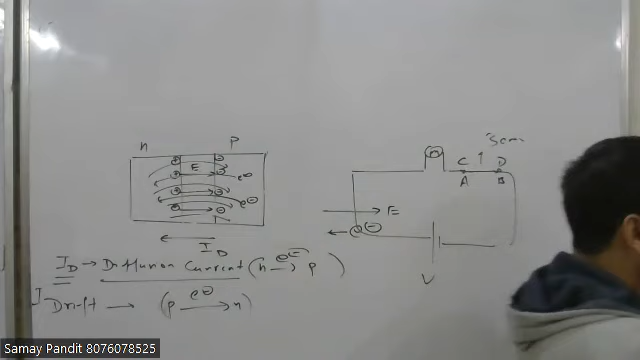 n P
E
e⊖
e⊖
I_D
C ↑ D
A B
→ E
⊖
V
I_D → Diffusion Current (n → p)
I Drift → (p → n)
Samay Pandit 8076078525